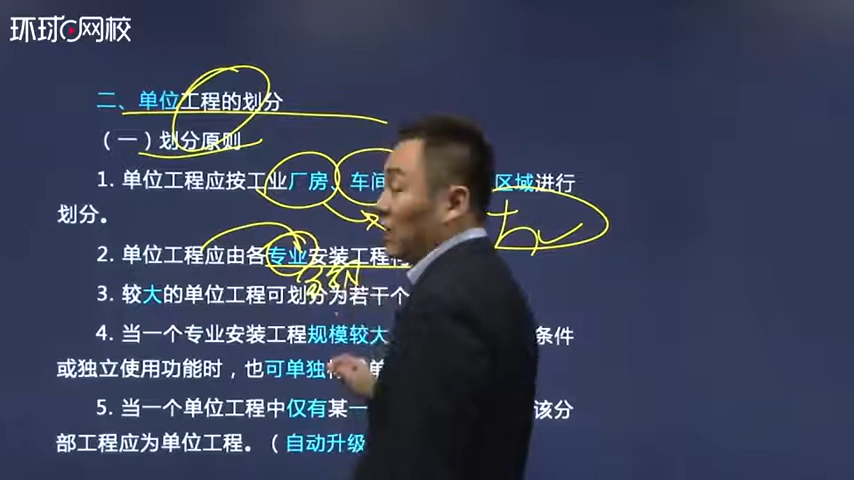 环球网校
二、单位工程的划分
（一）划分原则
1. 单位工程应按工业厂房、车间 区域进行
划分。
2. 单位工程应由各专业安装工程
3. 较大的单位工程可划分为若干个
4. 当一个专业安装工程规模较大 条件
或独立使用功能时，也可单独
5. 当一个单位工程中仅有某一 该分
部工程应为单位工程。（自动升级